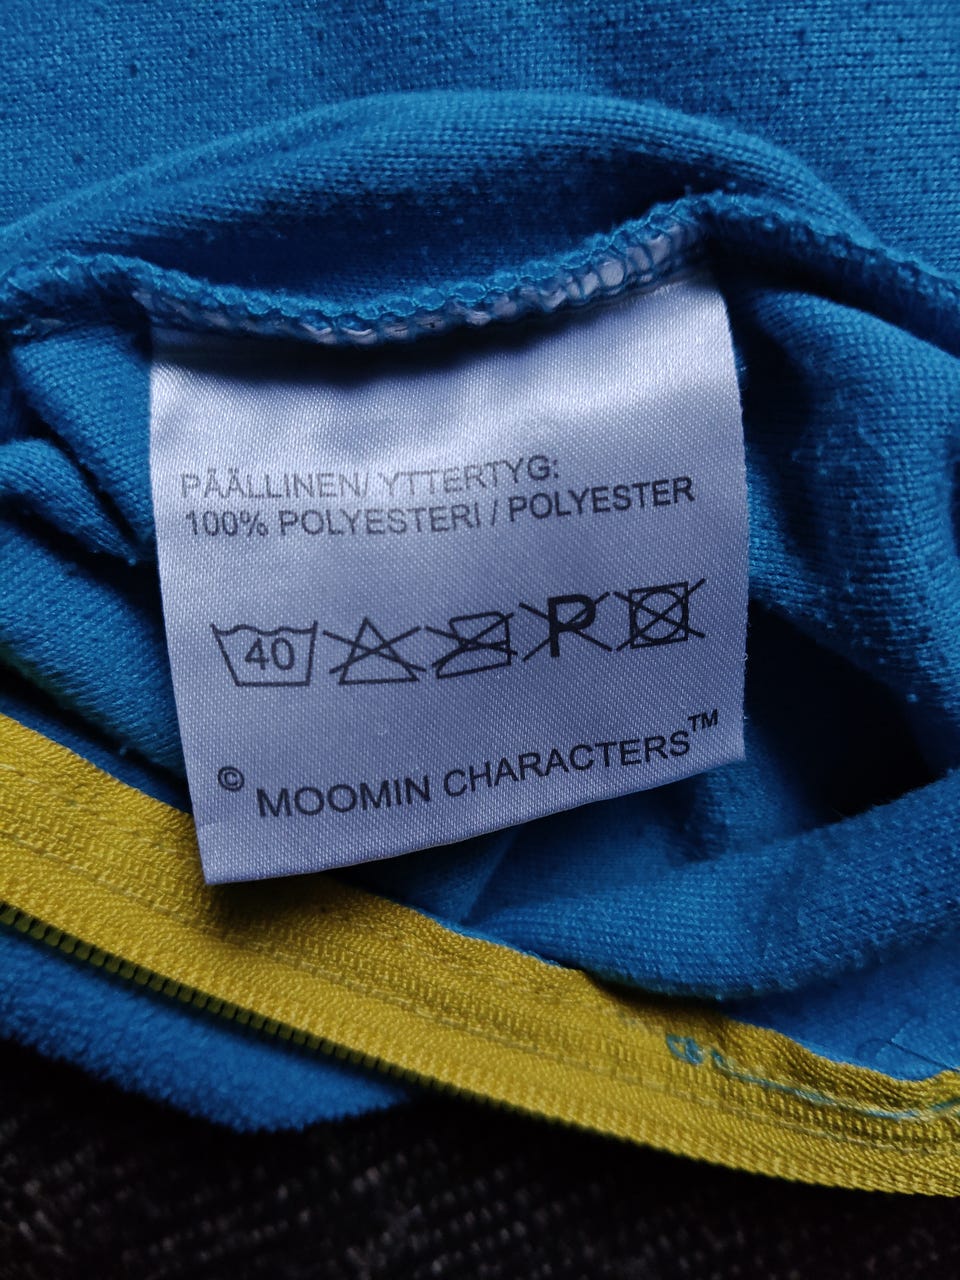 PÄÄLLINEN/ YTTERTYG:
100% POLYESTERI / POLYESTER
40 P
© MOOMIN CHARACTERS™